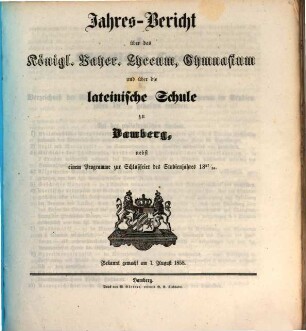 Jahres-Bericht
über das
Königl. Bayer. Lyceum, Gymnasium
und über die
lateinische Schule
zu
Bamberg,
nebst
einem Programme zur Schlußfeier des Studienjahres 18
Bekannt gemacht am 7. August 1858.
Bamberg.